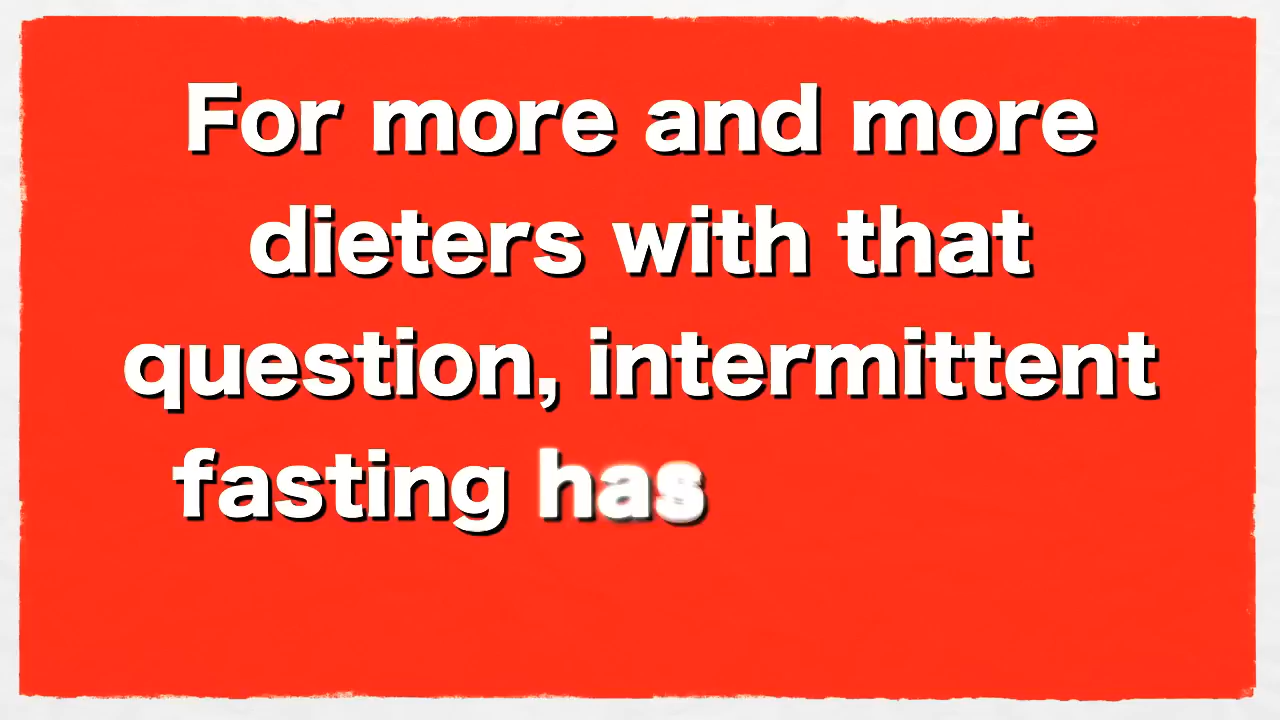 For more and more
dieters with that
question, intermittent
fasting has